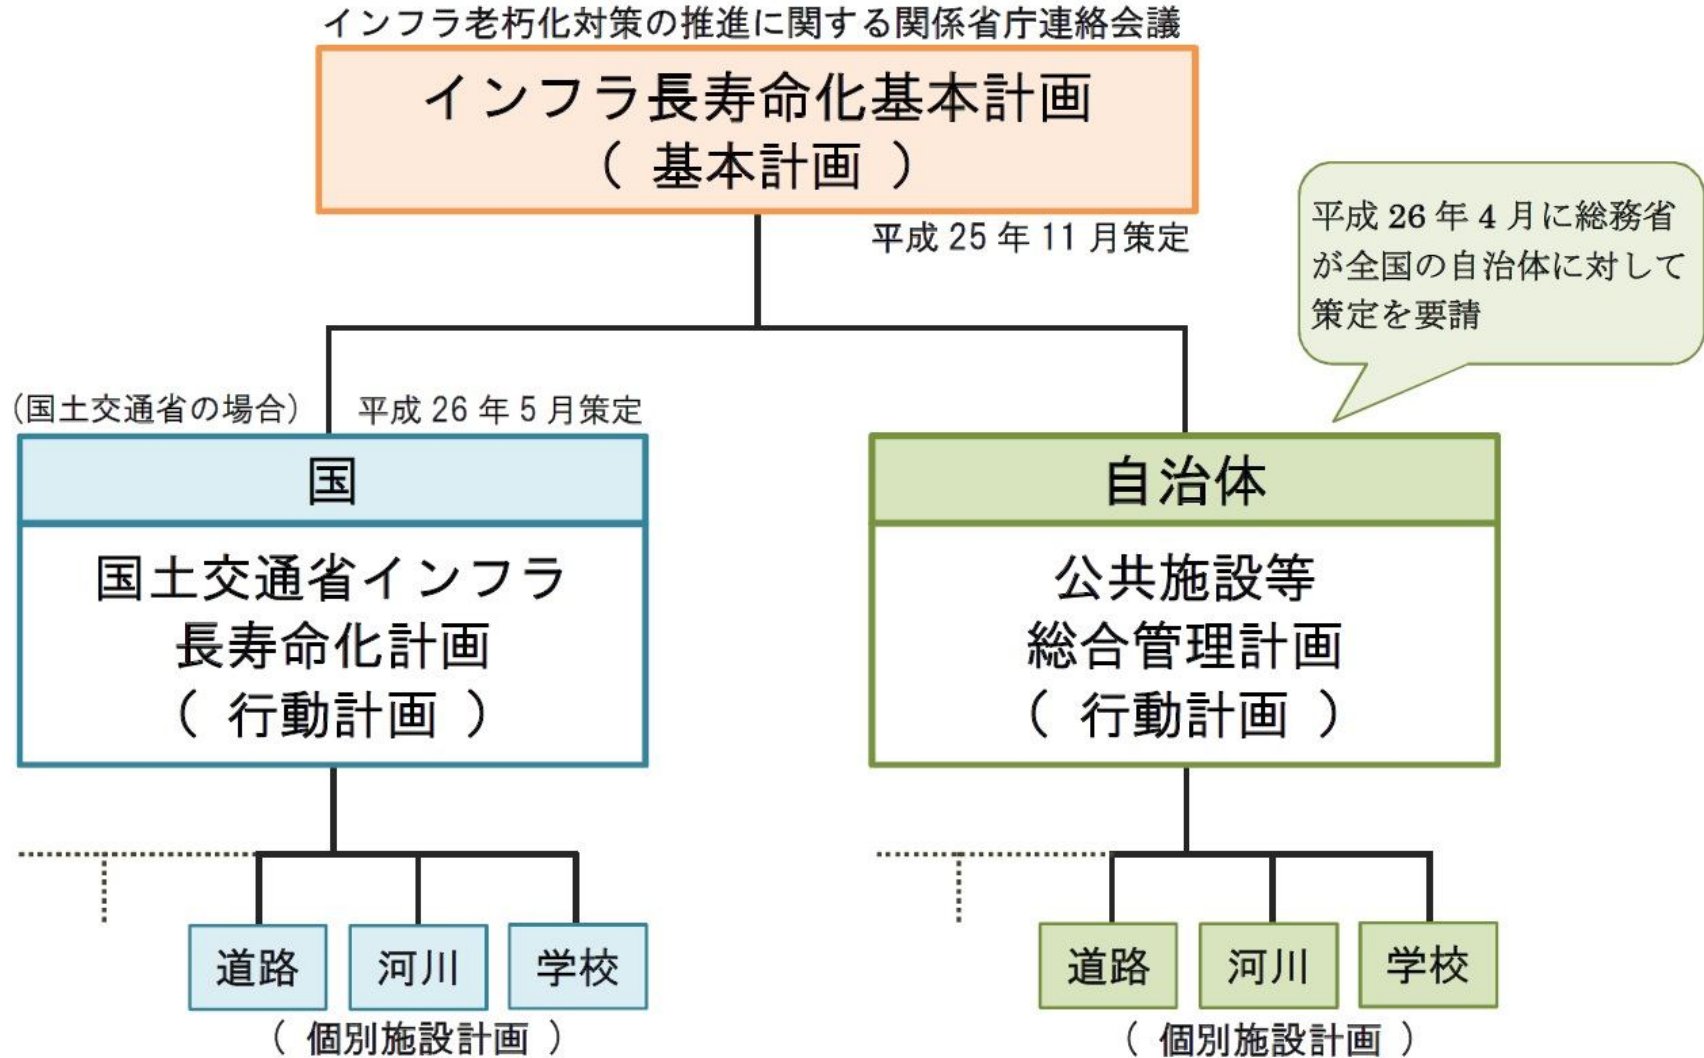 インフラ老朽化対策の推進に関する関係省庁連絡会議
インフラ長寿命化基本計画
（ 基本計画 ）
平成 25 年 11 月策定
平成 26 年 4 月に総務省
が全国の自治体に対して
策定を要請
（国土交通省の場合）
平成 26 年 5 月策定
国
国土交通省インフラ
長寿命化計画
（ 行動計画 ）
自治体
公共施設等
総合管理計画
（ 行動計画 ）
道路
河川
学校
（ 個別施設計画 ）
道路
河川
学校
（ 個別施設計画 ）